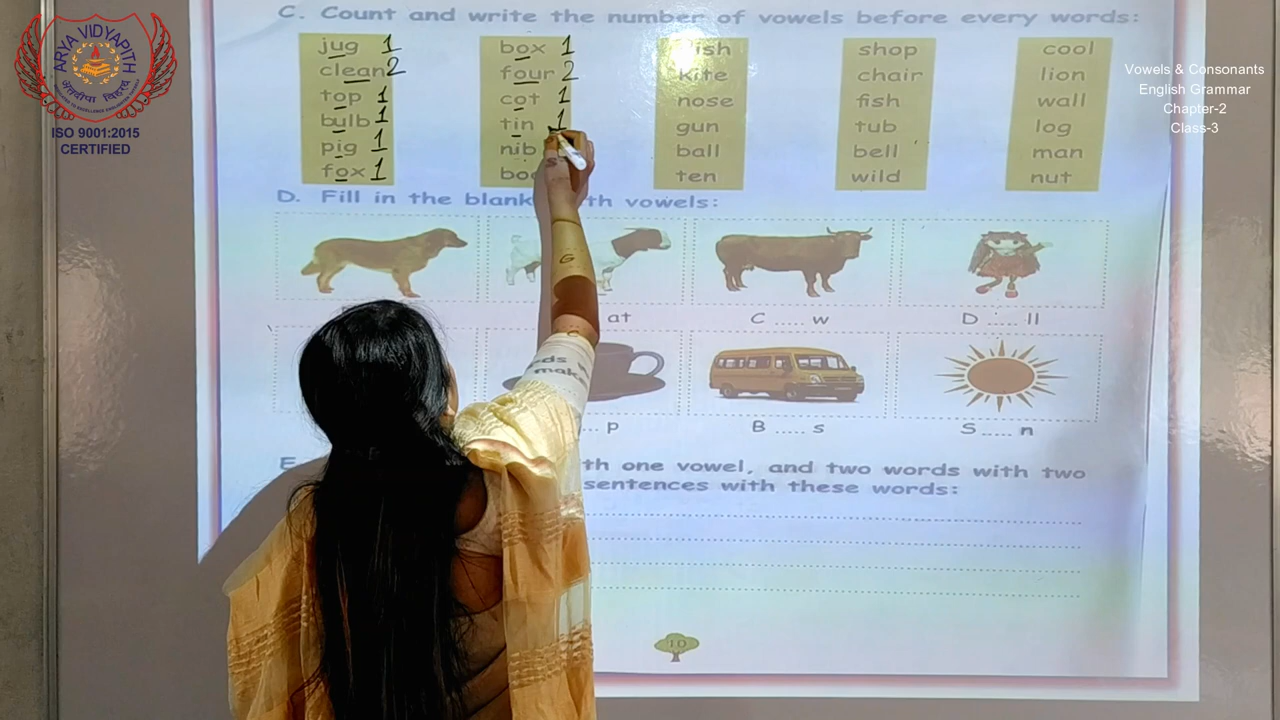 ARYA VIDYAPITH
ISO 9001:2015
CERTIFIED
Vowels & Consonants
English Grammar
Chapter-2
Class-3
C. Count and write the number of vowels before every words:
jug 1
clean 2
top 1
bulb 1
pig 1
fox 1
box 1
four 2
cot 1
tin 1
nib
kite
nose
gun
ball
ten
shop
chair
fish
tub
bell
wild
cool
lion
wall
log
man
nut
D. Fill in the blank th vowels:
at
C ..... w
D ..... ll
p
B ..... s
S ..... n
E. th one vowel, and two words with two
sentences with these words:
10